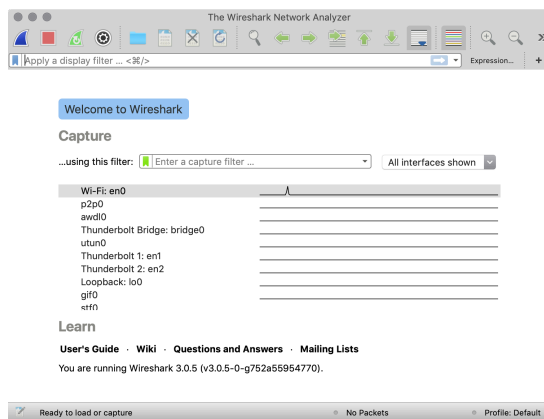 The Wireshark Network Analyzer
Apply a display filter ... <⌘/>
Expression...
+
Welcome to Wireshark
Capture
...using this filter:
Enter a capture filter ...
All interfaces shown
Wi-Fi: en0
p2p0
awdl0
Thunderbolt Bridge: bridge0
utun0
Thunderbolt 1: en1
Thunderbolt 2: en2
Loopback: lo0
gif0
stf0
Learn
User's Guide · Wiki · Questions and Answers · Mailing Lists
You are running Wireshark 3.0.5 (v3.0.5-0-g752a55954770).
Ready to load or capture
No Packets
Profile: Default